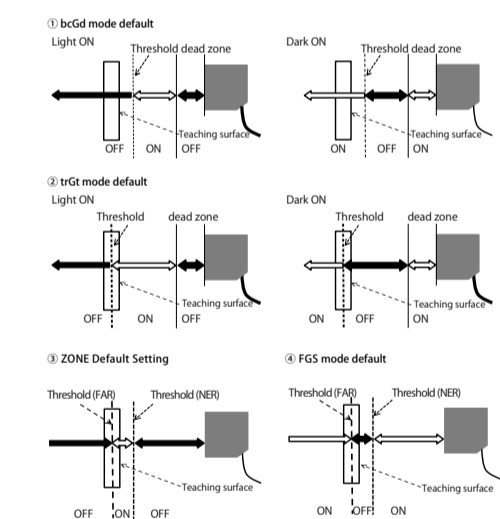 ① bcGd mode default
Light ON
Threshold dead zone
Teaching surface
OFF ON OFF
Dark ON
Threshold dead zone
Teaching surface
ON OFF ON
② trGt mode default
Light ON
Threshold dead zone
Teaching surface
OFF ON OFF
Dark ON
Threshold dead zone
Teaching surface
ON OFF ON
③ ZONE Default Setting
Threshold (FAR) Threshold (NER)
Teaching surface
OFF ON OFF
④ FGS mode default
Threshold (FAR) Threshold (NER)
Teaching surface
ON OFF ON